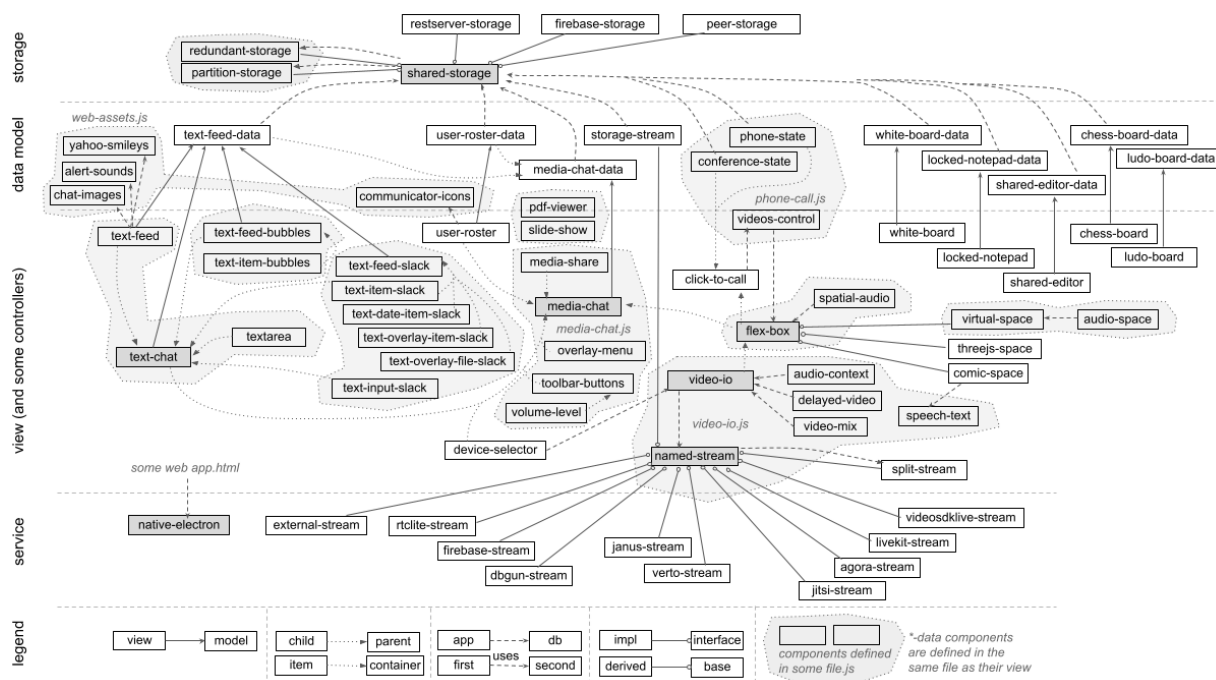 storage
restserver-storage
firebase-storage
peer-storage
redundant-storage
partition-storage
shared-storage
data model
web-assets.js
text-feed-data
user-roster-data
storage-stream
phone-state
white-board-data
chess-board-data
yahoo-smileys
alert-sounds
chat-images
communicator-icons
media-chat-data
conference-state
locked-notepad-data
ludo-board-data
shared-editor-data
phone-call.js
view (and some controllers)
text-feed
text-feed-bubbles
text-item-bubbles
user-roster
pdf-viewer
slide-show
videos-control
white-board
chess-board
locked-notepad
ludo-board
shared-editor
text-feed-slack
text-item-slack
text-date-item-slack
text-overlay-item-slack
text-overlay-file-slack
text-input-slack
media-share
media-chat
media-chat.js
overlay-menu
toolbar-buttons
volume-level
click-to-call
spatial-audio
flex-box
virtual-space
audio-space
threejs-space
comic-space
speech-text
textarea
text-chat
video-io
audio-context
delayed-video
video-mix
video-io.js
device-selector
named-stream
split-stream
some web app.html
service
native-electron
external-stream
rtclite-stream
firebase-stream
dbgun-stream
janus-stream
verto-stream
jitsi-stream
agora-stream
livekit-stream
videosdklive-stream
legend
view
model
child
parent
item
container
app
db
uses
first
second
impl
interface
derived
base
components defined
in some file.js
*-data components
are defined in the
same file as their view